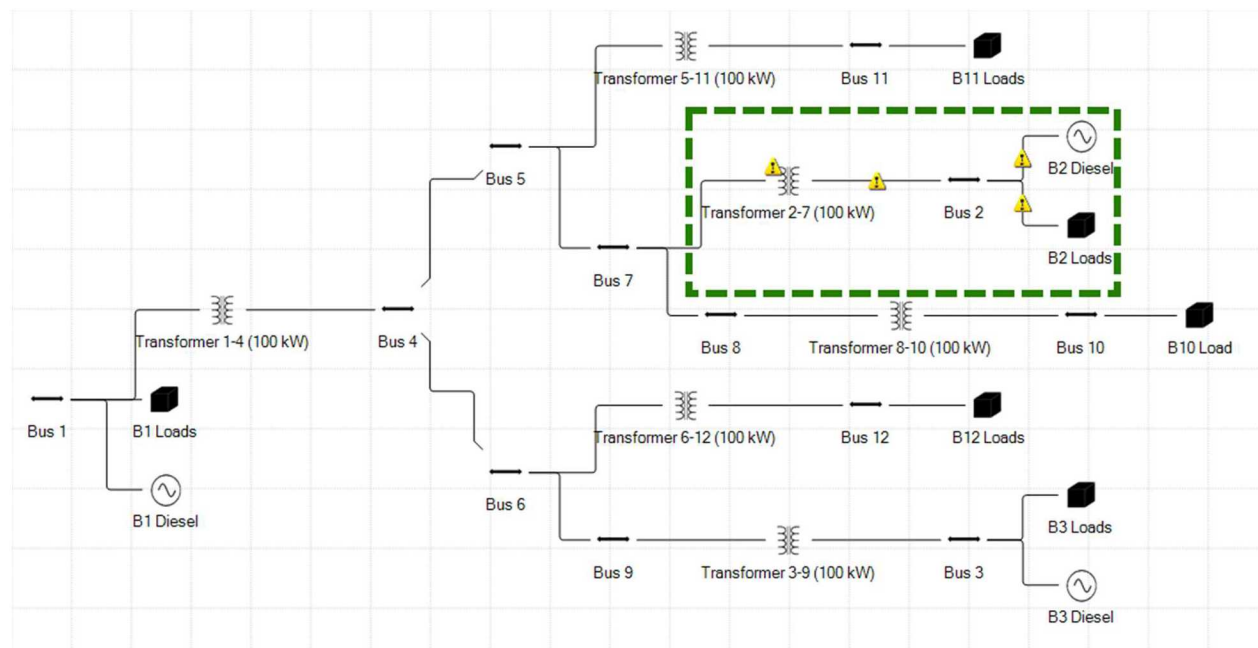 Transformer 5-11 (100 kW)
Bus 11
B11 Loads
Bus 5
B2 Diesel
Transformer 2-7 (100 kW)
Bus 2
B2 Loads
Bus 7
Transformer 1-4 (100 kW)
Bus 4
Bus 8
Transformer 8-10 (100 kW)
Bus 10
B10 Load
Bus 1
B1 Loads
Transformer 6-12 (100 kW)
Bus 12
B12 Loads
B1 Diesel
Bus 6
B3 Loads
Bus 9
Transformer 3-9 (100 kW)
Bus 3
B3 Diesel